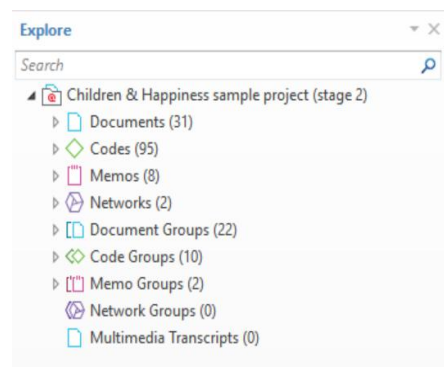 Explore
Search
Children & Happiness sample project (stage 2)
Documents (31)
Codes (95)
Memos (8)
Networks (2)
Document Groups (22)
Code Groups (10)
Memo Groups (2)
Network Groups (0)
Multimedia Transcripts (0)